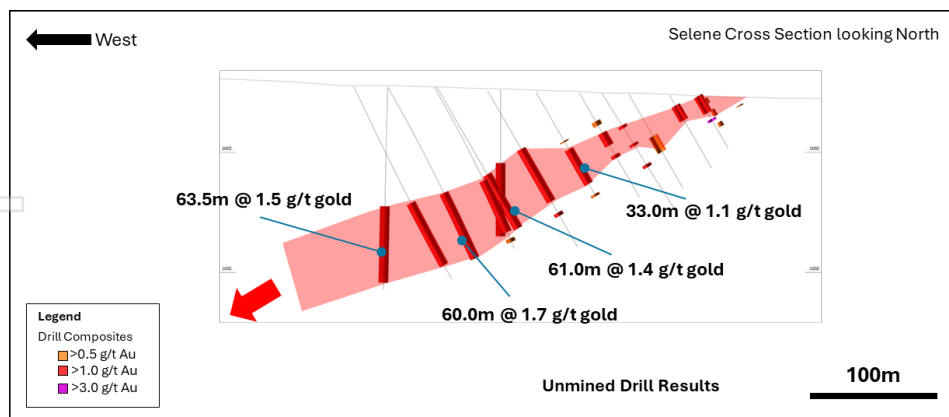 West
Selene Cross Section looking North
63.5m @ 1.5 g/t gold
33.0m @ 1.1 g/t gold
61.0m @ 1.4 g/t gold
60.0m @ 1.7 g/t gold
Legend
Drill Composites
>0.5 g/t Au
>1.0 g/t Au
>3.0 g/t Au
Unmined Drill Results
100m